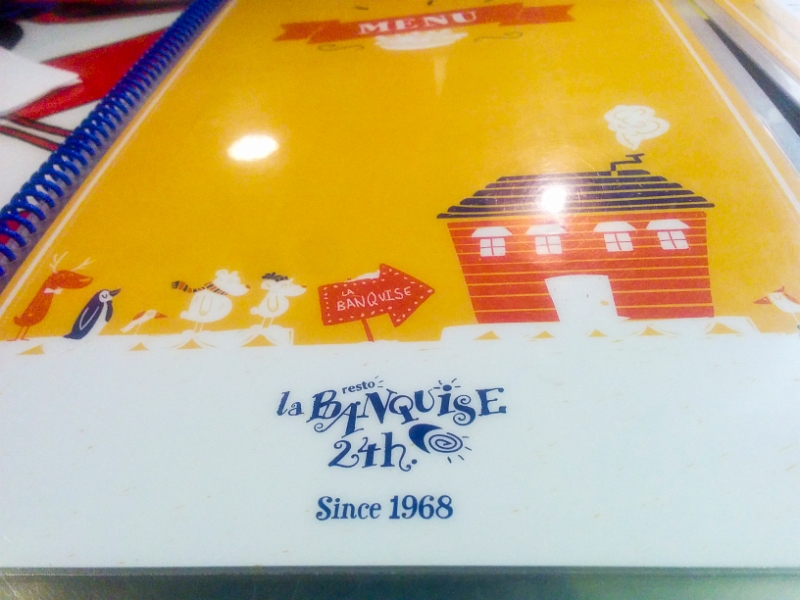 MENU
LA
BANQUISE
resto
la BANQUiSE
24h.
Since 1968